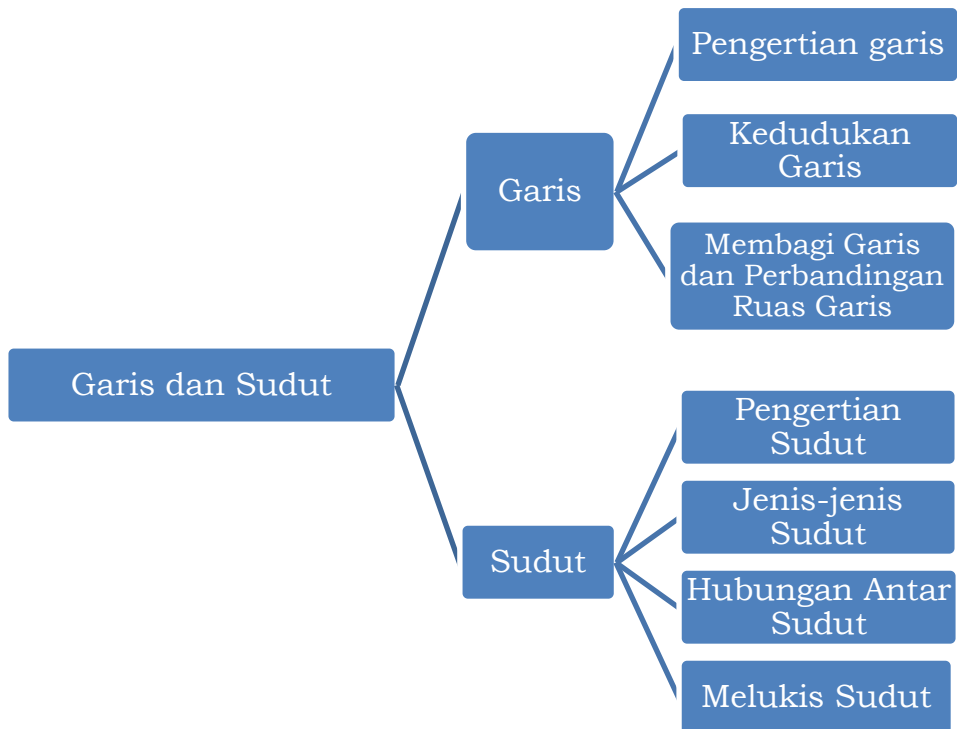 Pengertian garis
Kedudukan
Garis
Garis
Membagi Garis
dan Perbandingan
Ruas Garis
Garis dan Sudut
Pengertian
Sudut
Jenis-jenis
Sudut
Sudut
Hubungan Antar
Sudut
Melukis Sudut